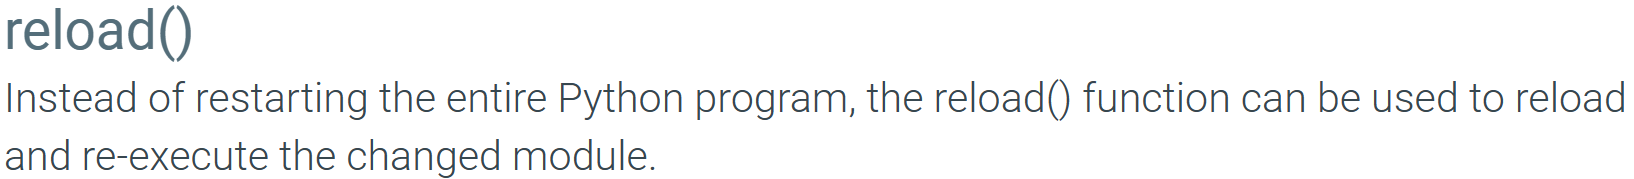 reload()
Instead of restarting the entire Python program, the reload() function can be used to reload
and re-execute the changed module.